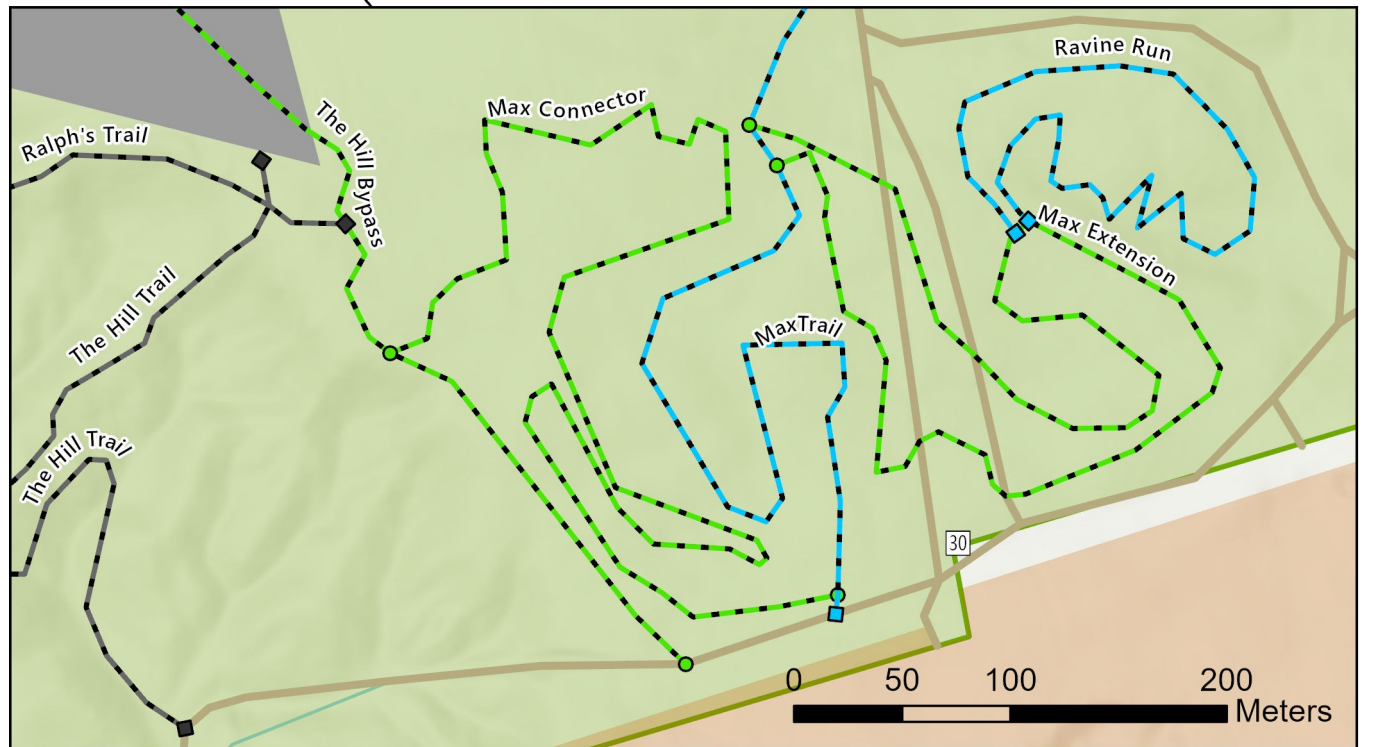 Ravine Run
Max Connector
The Hill Bypass
Ralph's Trail
Max Extension
The Hill Trail
MaxTrail
The Hill Trail
30
0 50 100 200
Meters